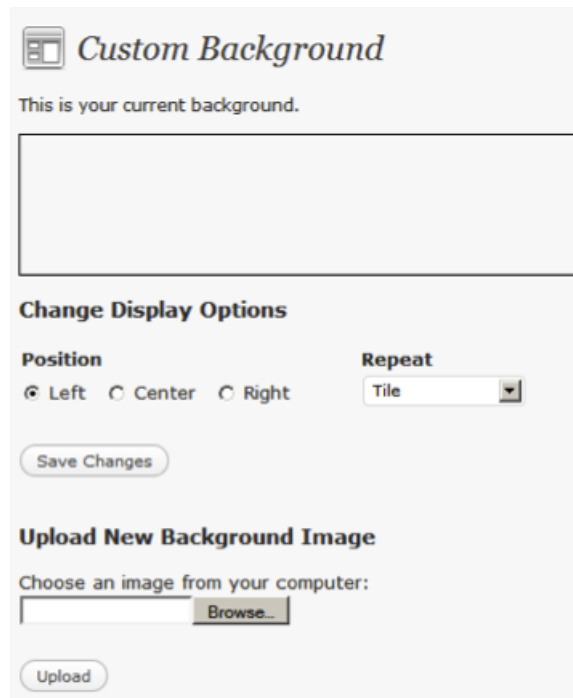 Custom Background
This is your current background.
Change Display Options
Position Repeat
Left Center Right Tile
Save Changes
Upload New Background Image
Choose an image from your computer:
Browse...
Upload